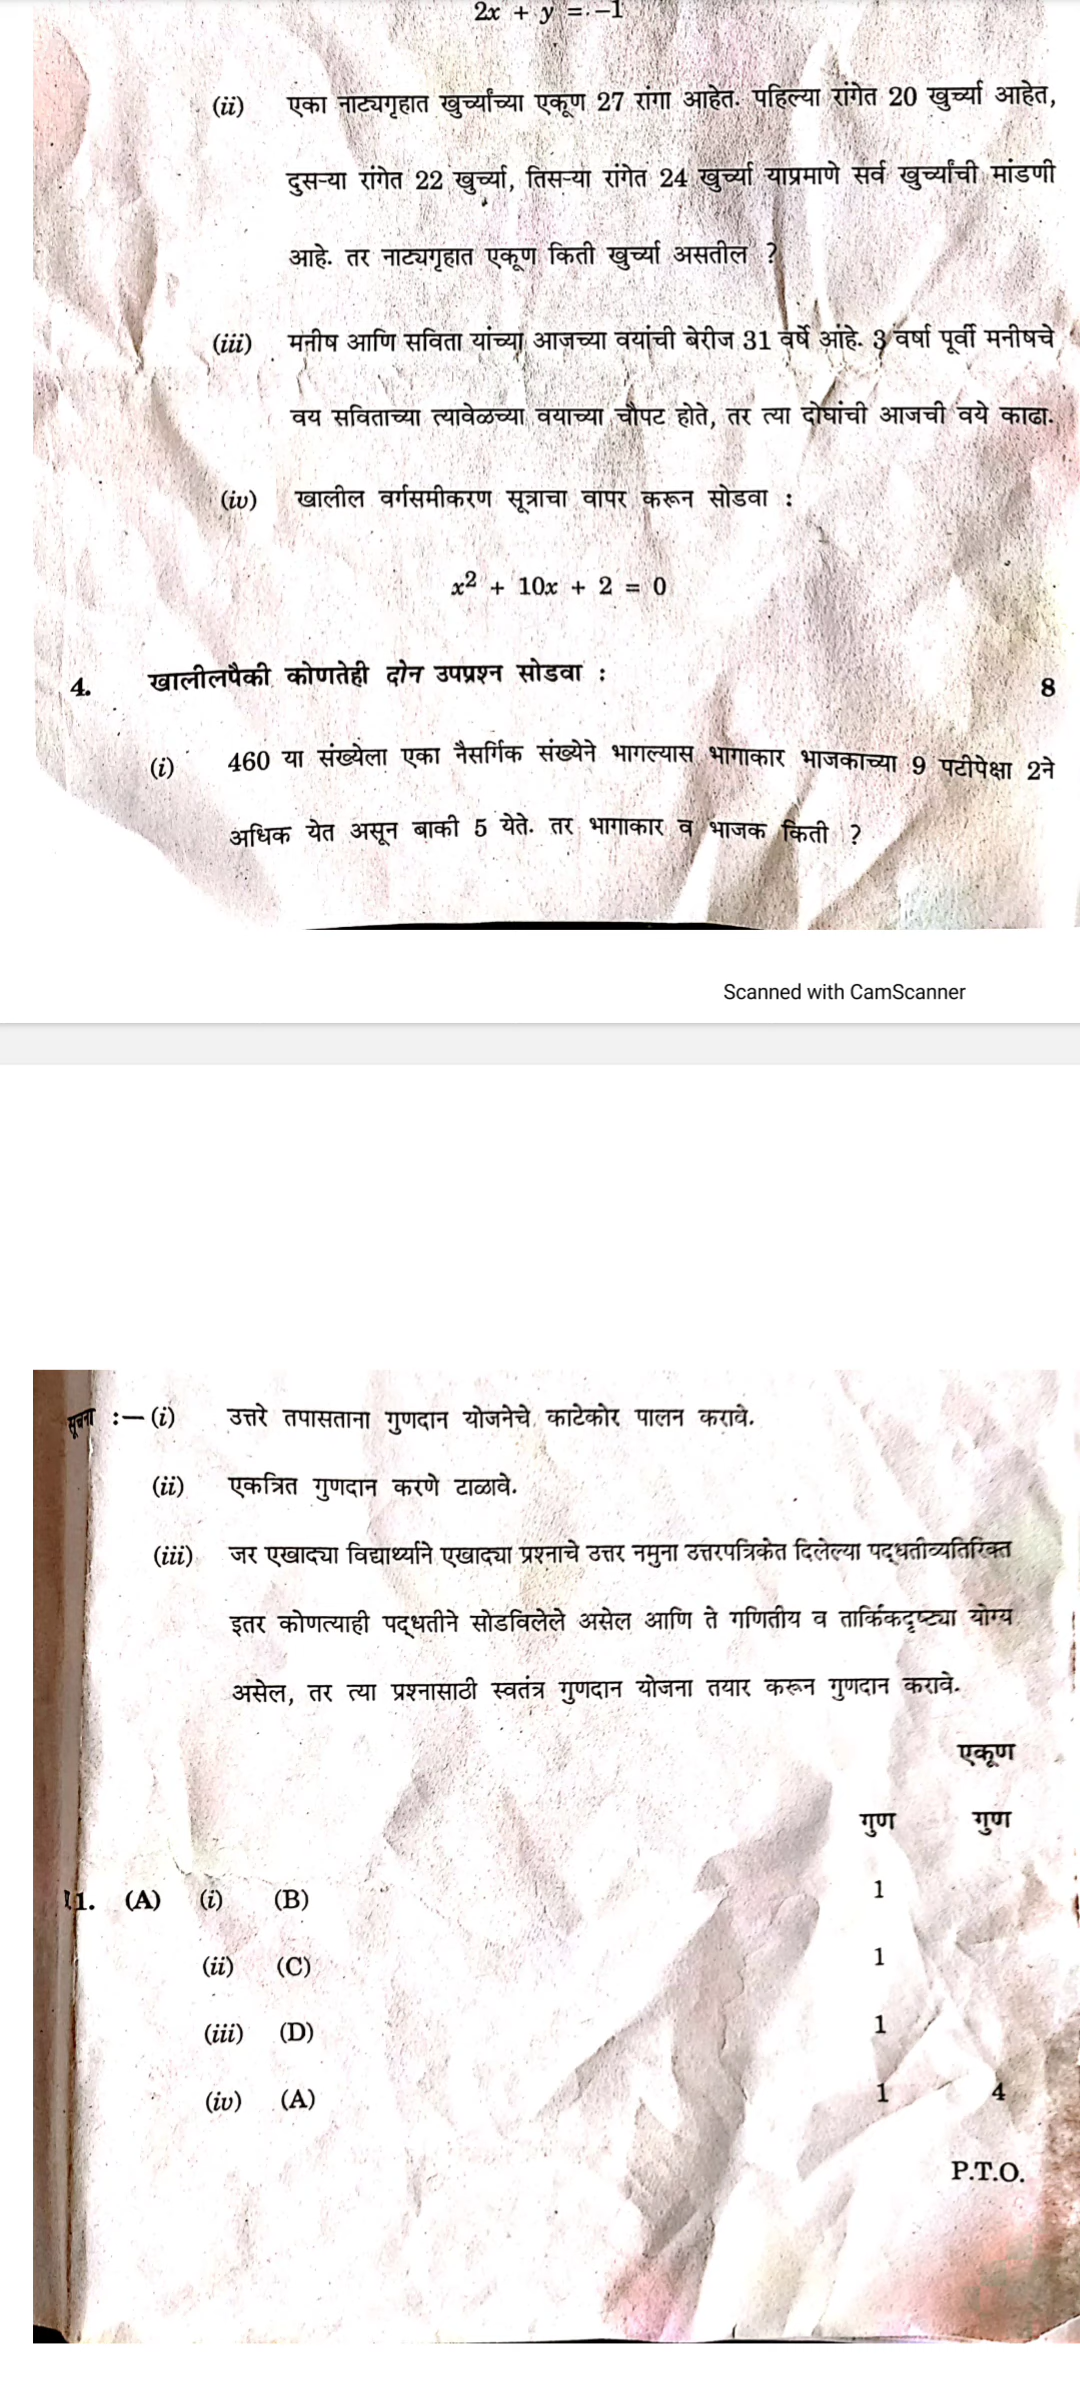 2x + y = -1
(ii) एका नाट्यगृहात खुर्च्यांच्या एकूण 27 रांगा आहेत. पहिल्या रांगेत 20 खुर्च्या आहेत,
दुसऱ्या रांगेत 22 खुर्च्या, तिसऱ्या रांगेत 24 खुर्च्या याप्रमाणे सर्व खुर्च्यांची मांडणी
आहे. तर नाट्यगृहात एकूण किती खुर्च्या असतील ?
(iii) मनीष आणि सविता यांच्या आजच्या वयांची बेरीज 31 वर्षे आहे. 3 वर्षा पूर्वी मनीषचे
वय सविताच्या त्यावेळच्या वयाच्या चौपट होते, तर त्या दोघांची आजची वये काढा.
(iv) खालील वर्गसमीकरण सूत्राचा वापर करून सोडवा :
x² + 10x + 2 = 0
4. खालीलपैकी कोणतेही दोन उपप्रश्न सोडवा : 8
(i) 460 या संख्येला एका नैसर्गिक संख्येने भागल्यास भागाकार भाजकाच्या 9 पटीपेक्षा 2ने
अधिक येत असून बाकी 5 येते. तर भागाकार व भाजक किती ?
Scanned with CamScanner
सूचना :— (i) उत्तरे तपासताना गुणदान योजनेचे काटेकोर पालन करावे.
(ii) एकत्रित गुणदान करणे टाळावे.
(iii) जर एखाद्या विद्यार्थ्याने एखाद्या प्रश्नाचे उत्तर नमुना उत्तरपत्रिकेत दिलेल्या पद्धतीव्यतिरिक्त
इतर कोणत्याही पद्धतीने सोडविलेले असेल आणि ते गणितीय व तार्किकदृष्ट्या योग्य
असेल, तर त्या प्रश्नासाठी स्वतंत्र गुणदान योजना तयार करून गुणदान करावे.
एकूण
गुण गुण
1. (A) (i) (B) 1
(ii) (C) 1
(iii) (D) 1
(iv) (A) 1 4
P.T.O.